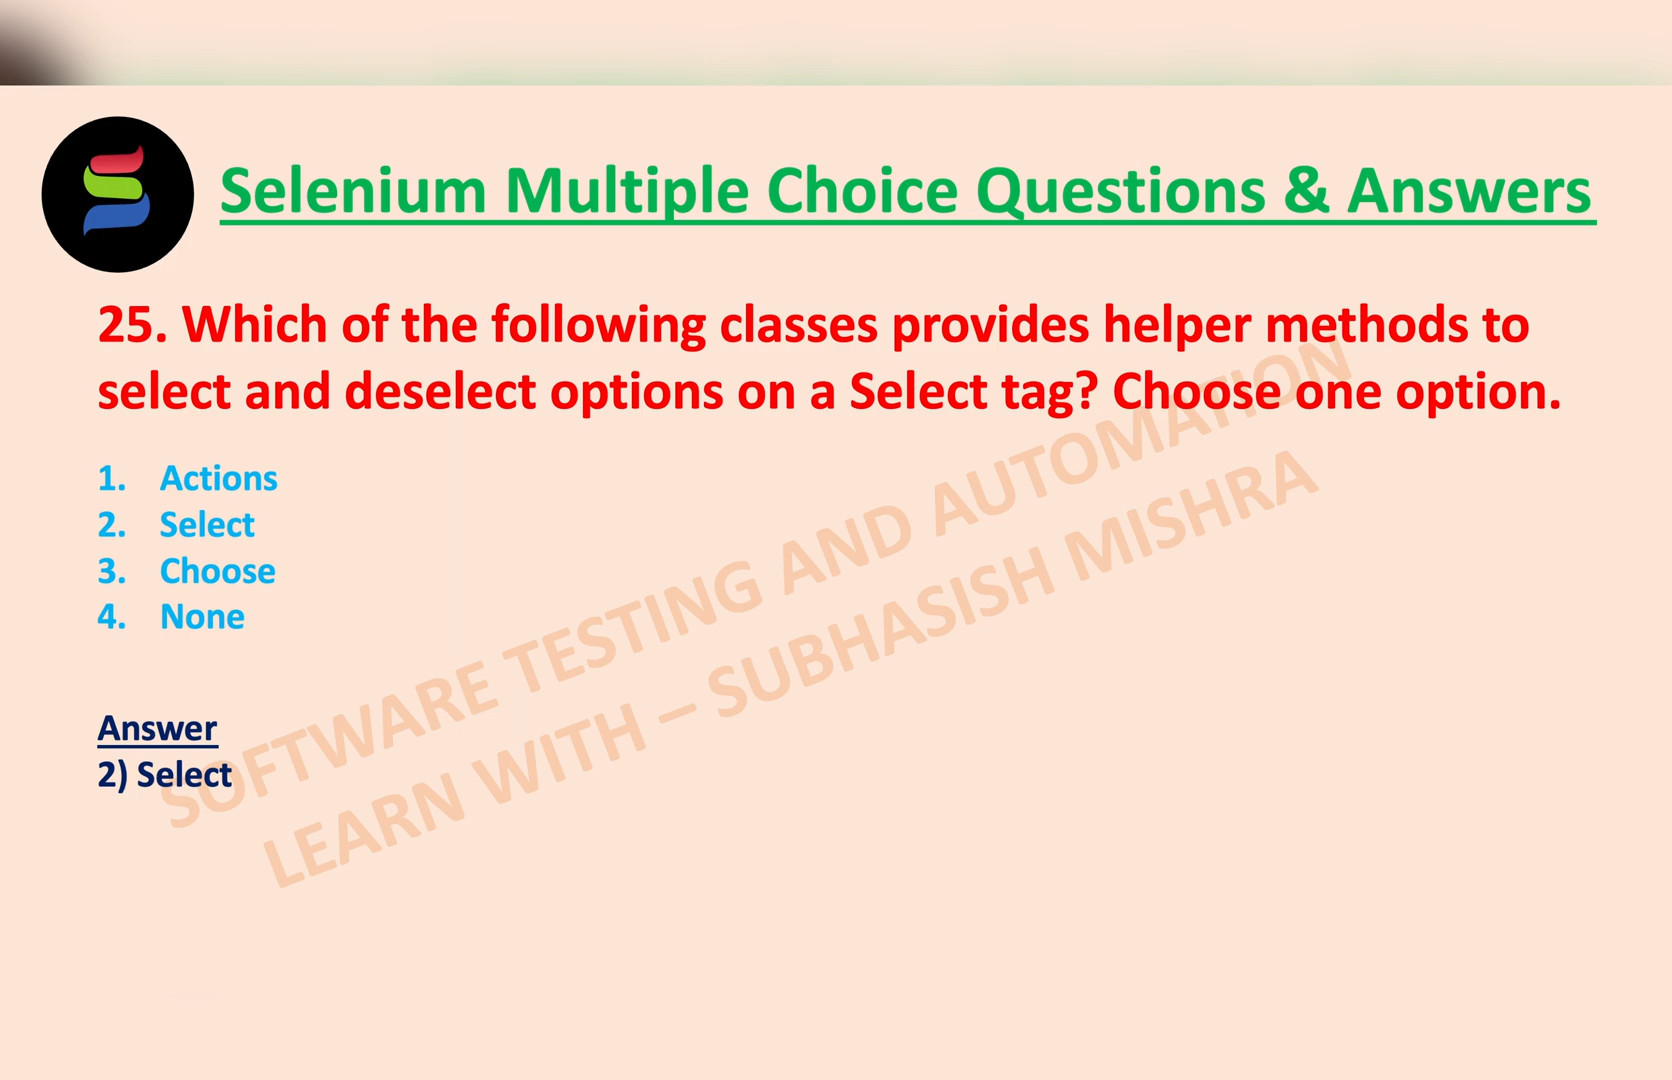 Selenium Multiple Choice Questions & Answers
25. Which of the following classes provides helper methods to
select and deselect options on a Select tag? Choose one option.
1. Actions
2. Select
3. Choose
4. None
Answer
2) Select
SOFTWARE TESTING AND AUTOMATION
LEARN WITH – SUBHASISH MISHRA